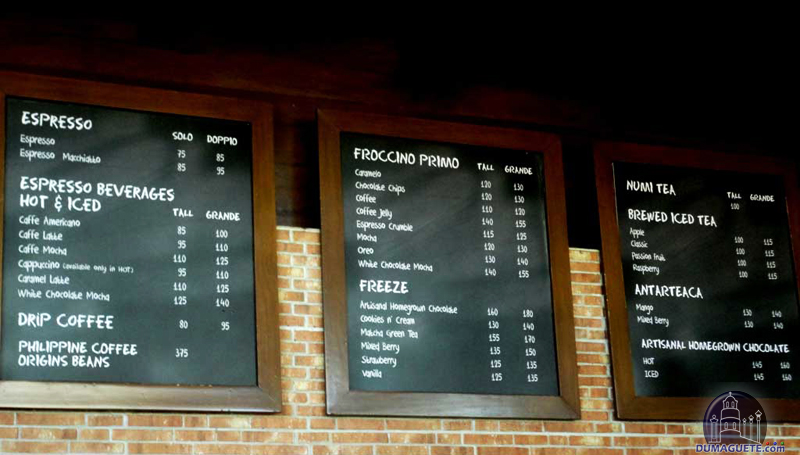 ESPRESSO SOLO DOPPIO
Espresso 75 85
Espresso Macchiatto 85 95
ESPRESSO BEVERAGES
HOT & ICED TALL GRANDE
Caffe Americano 85 100
Caffe Latte 95 110
Caffe Mocha 95 110
Cappuccino (available only in HOT) 110 125
Caramel Latte 95 110
White Chocolate Mocha 110 125
125 140
DRIP COFFEE 80 95
PHILIPPINE COFFEE
ORIGINS BEANS 375
FROCCINO PRIMO TALL GRANDE
Caramelo 120 130
Chocolate Chips 120 130
Coffee 110 120
Coffee Jelly 140 155
Espresso Crumble 115 125
Mocha 120 130
Oreo 130 140
White Chocolate Mocha 140 155
FREEZE
Artisanal Homegrown Chocolate 160 180
Cookies n' Cream 130 140
Matcha Green Tea 155 170
Mixed Berry 135 150
Strawberry 125 135
Vanilla 125 135
NUMI TEA TALL GRANDE
100
BREWED ICED TEA
Apple 100 115
Classic 100 115
Passion Fruit 100 115
Raspberry 100 115
ANTARTEACA
Mango 130 140
Mixed Berry 130 140
ARTISANAL HOMEGROWN CHOCOLATE
HOT 145 160
ICED 145 160
DUMAGUETE.com